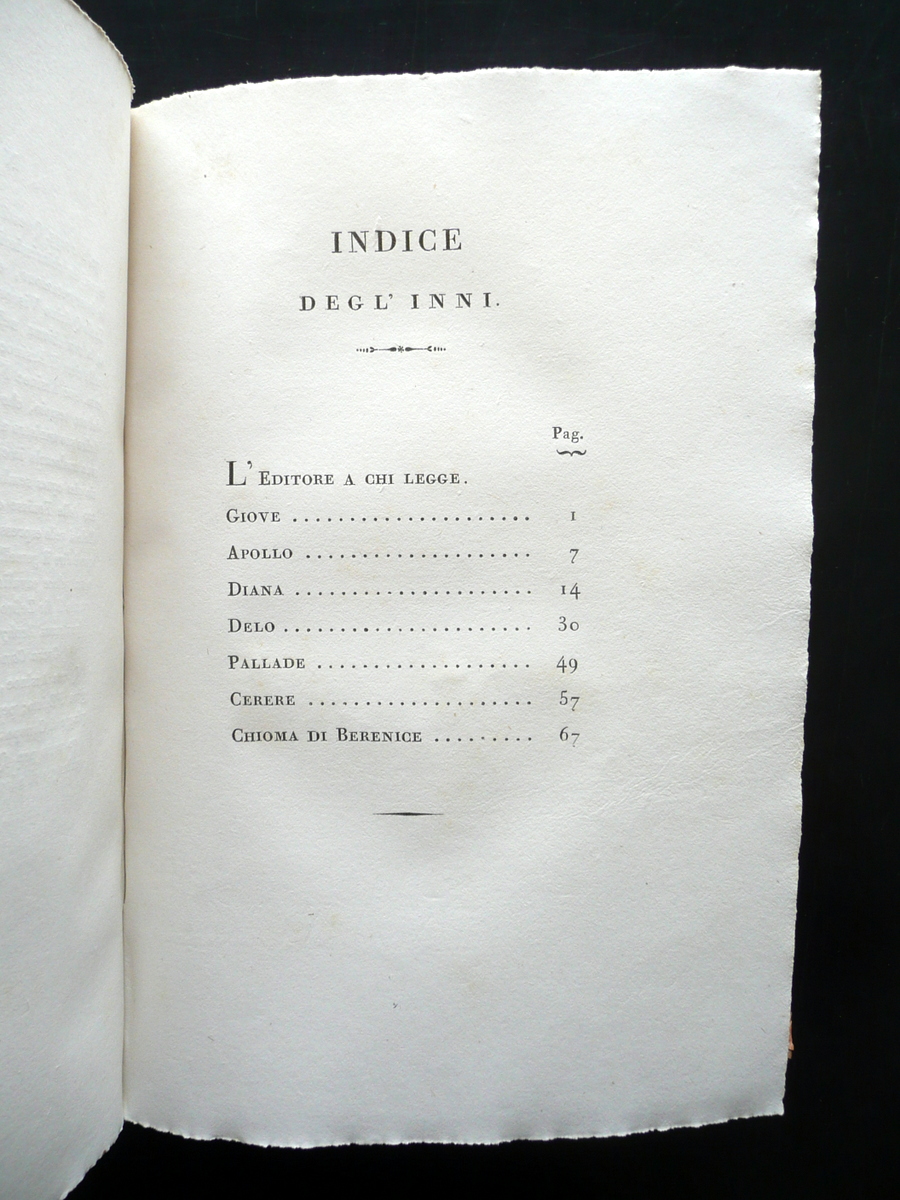 INDICE
DEGL' INNI.
Pag.
L' EDITORE A CHI LEGGE.
GIOVE ..................... 1
APOLLO .................... 7
DIANA ..................... 14
DELO ...................... 30
PALLADE ................... 49
CERERE .................... 57
CHIOMA DI BERENICE ......... 67